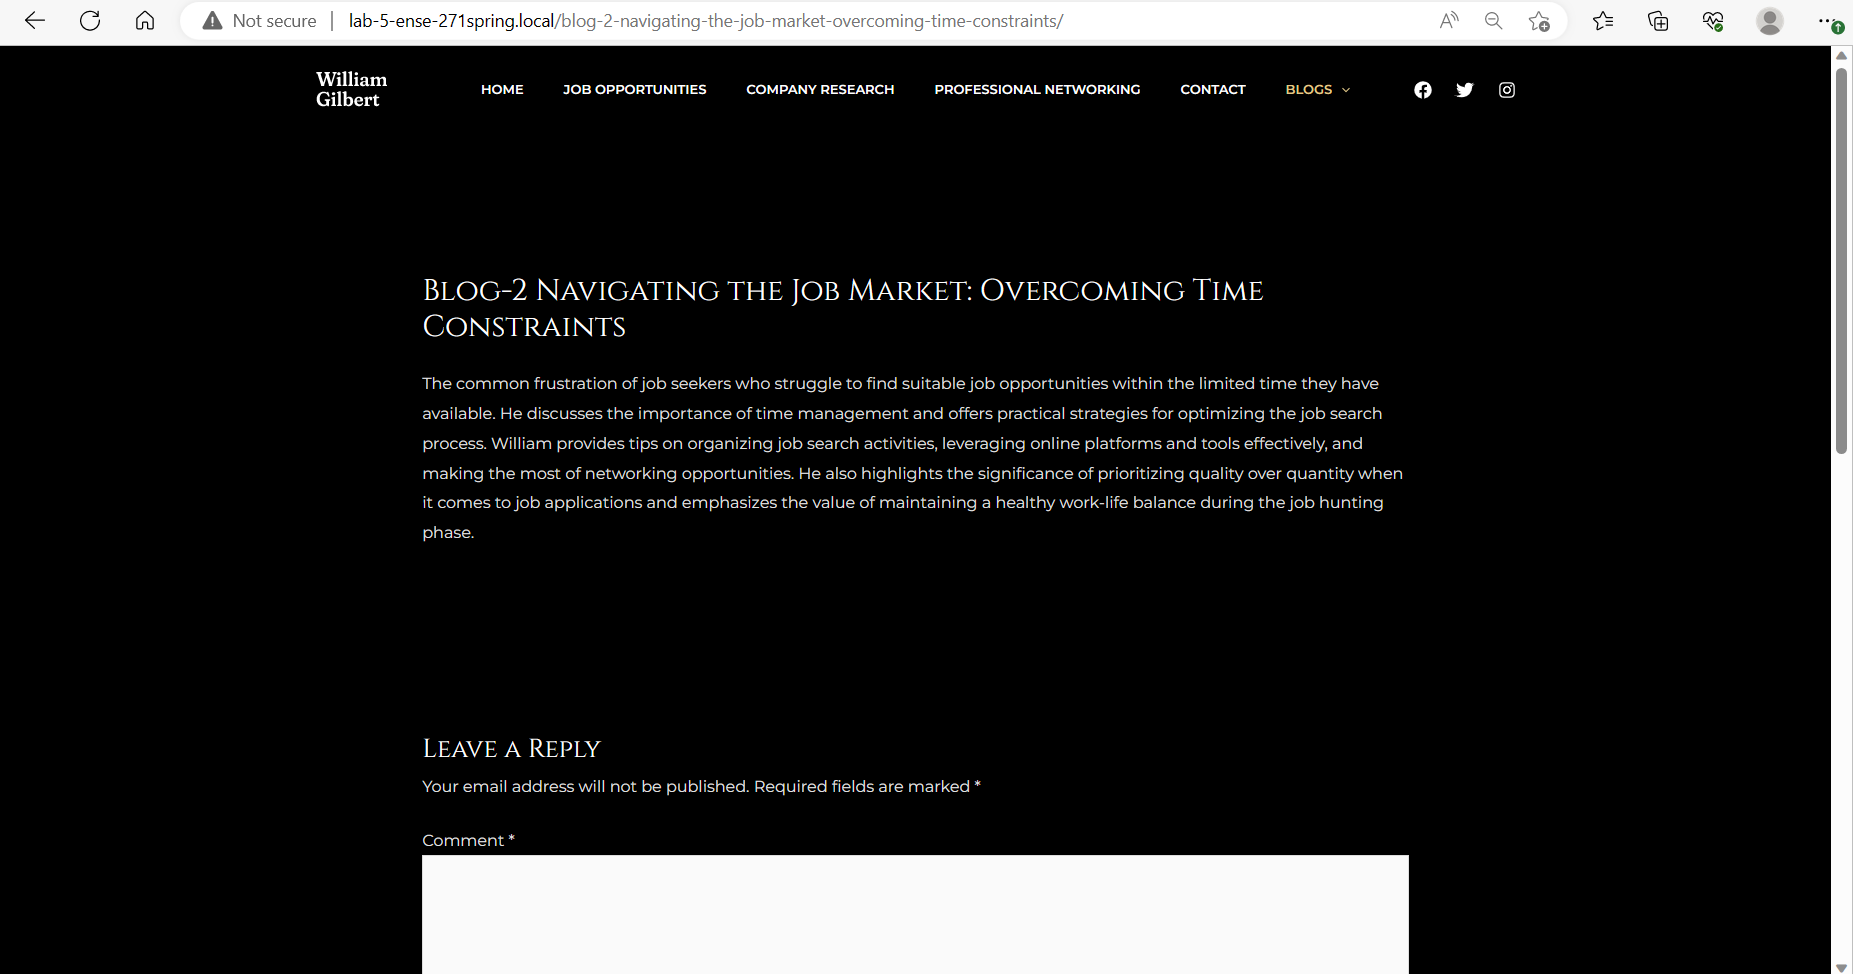 Not secure | lab-5-ense-271spring.local/blog-2-navigating-the-job-market-overcoming-time-constraints/
William
Gilbert
HOME JOB OPPORTUNITIES COMPANY RESEARCH PROFESSIONAL NETWORKING CONTACT BLOGS
Blog-2 Navigating the Job Market: Overcoming Time
Constraints
The common frustration of job seekers who struggle to find suitable job opportunities within the limited time they have
available. He discusses the importance of time management and offers practical strategies for optimizing the job search
process. William provides tips on organizing job search activities, leveraging online platforms and tools effectively, and
making the most of networking opportunities. He also highlights the significance of prioritizing quality over quantity when
it comes to job applications and emphasizes the value of maintaining a healthy work-life balance during the job hunting
phase.
Leave a Reply
Your email address will not be published. Required fields are marked *
Comment *